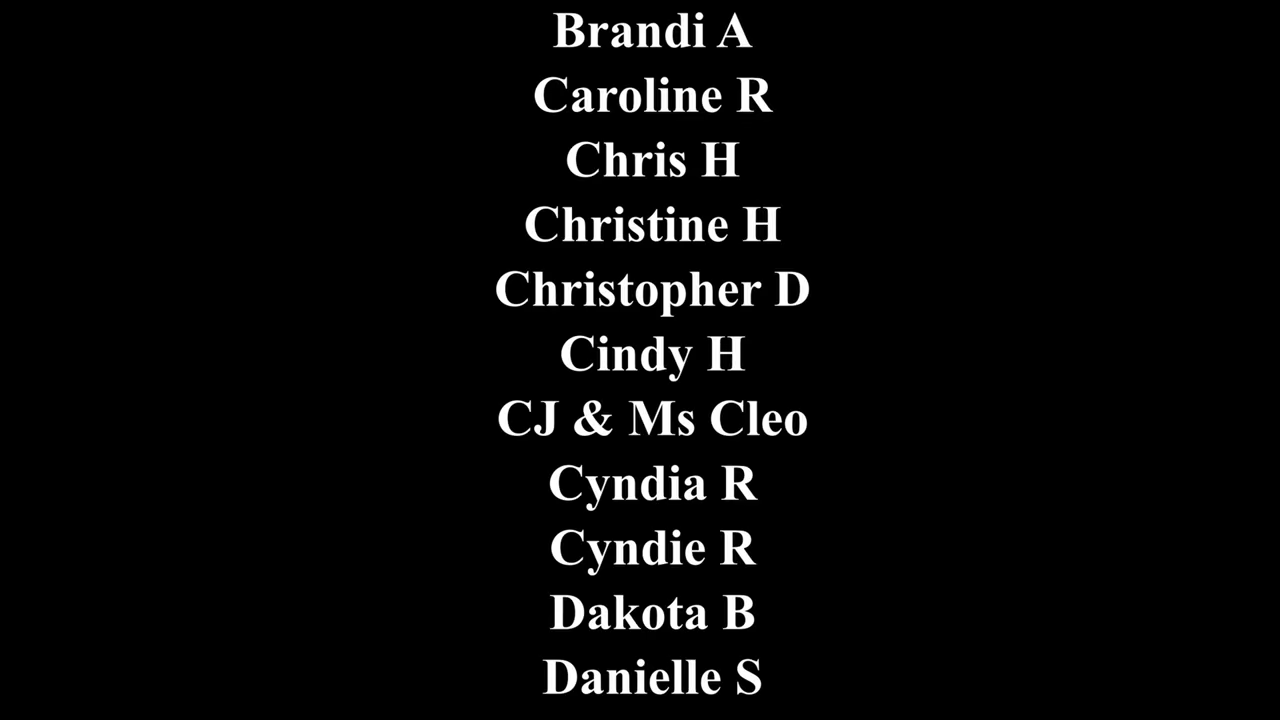 Brandi A
Caroline R
Chris H
Christine H
Christopher D
Cindy H
CJ & Ms Cleo
Cyndia R
Cyndie R
Dakota B
Danielle S